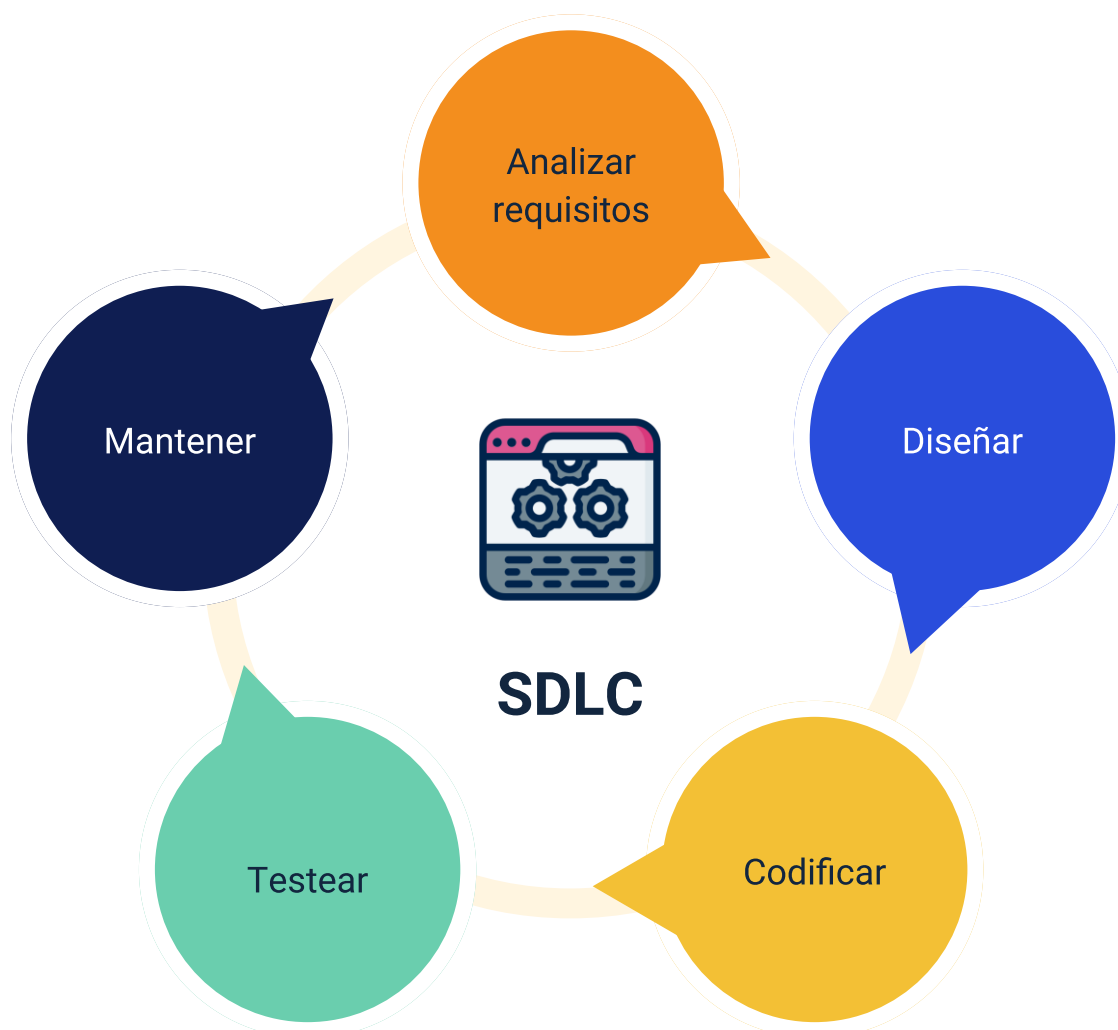 Analizar
requisitos
Diseñar
Codificar
Testear
Mantener
SDLC